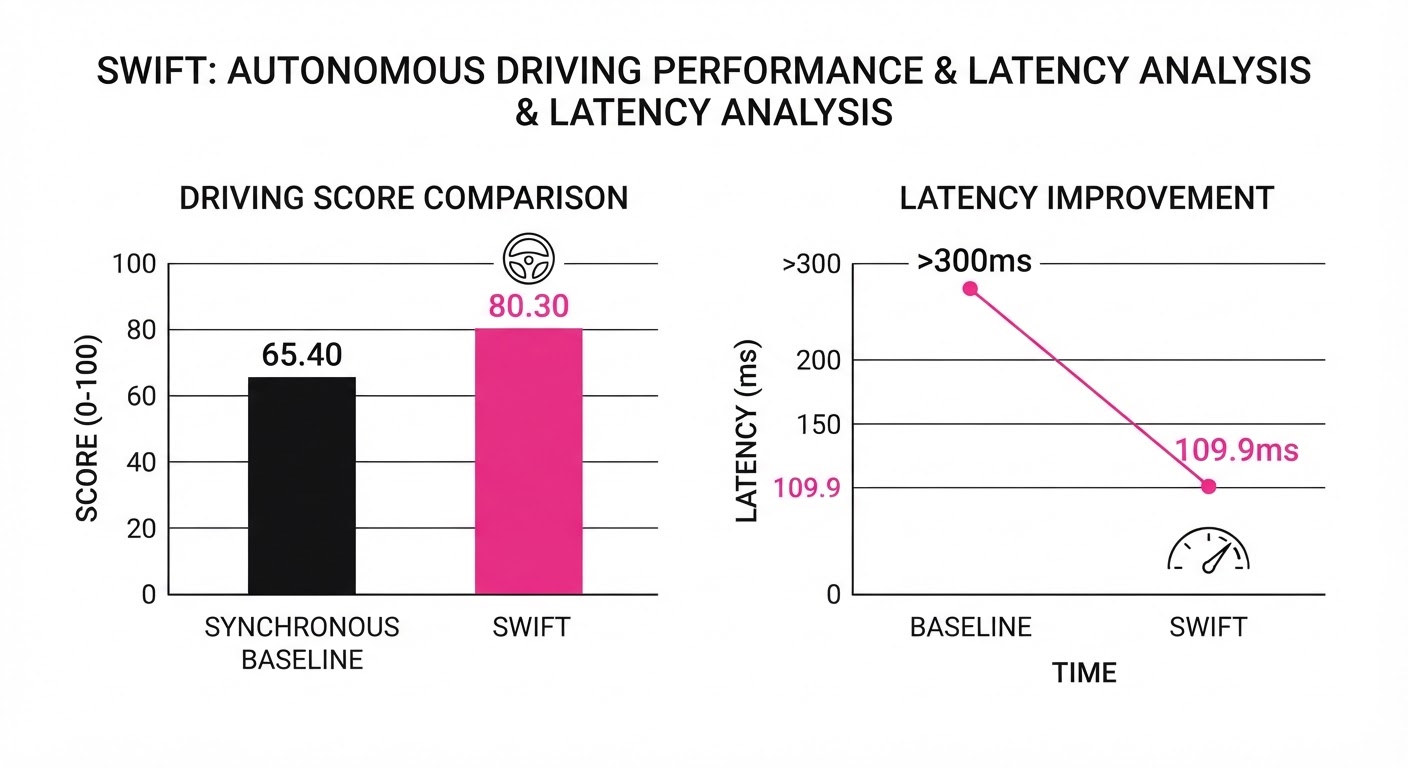 SWIFT: AUTONOMOUS DRIVING PERFORMANCE & LATENCY ANALYSIS
& LATENCY ANALYSIS
DRIVING SCORE COMPARISON
100
80
60
40
20
0
SCORE (0-100)
65.40
80.30
SYNCHRONOUS
BASELINE
SWIFT
LATENCY IMPROVEMENT
>300
200
150
109.9
0
LATENCY (ms)
>300ms
109.9ms
BASELINE
SWIFT
TIME